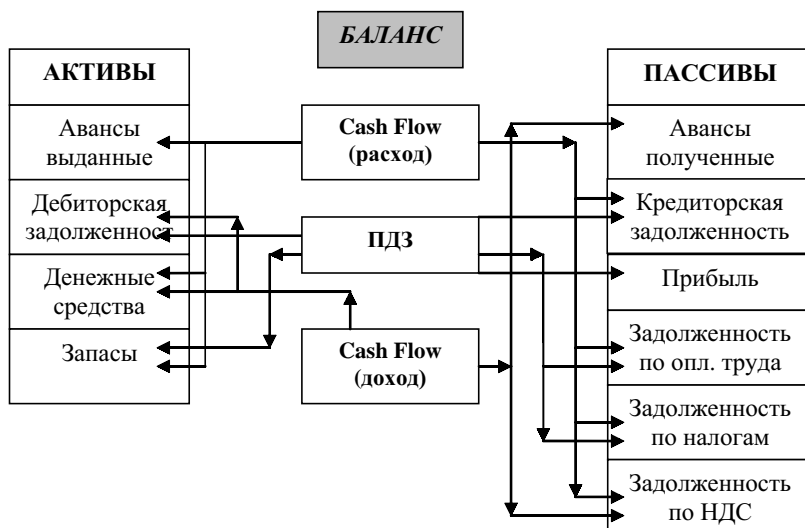 БАЛАНС
АКТИВЫ
Авансы
выданные
Дебиторская
задолженност
Денежные
средства
Запасы
Cash Flow
(расход)
ПДЗ
Cash Flow
(доход)
ПАССИВЫ
Авансы
полученные
Кредиторская
задолженность
Прибыль
Задолженность
по опл. труда
Задолженность
по налогам
Задолженность
по НДС